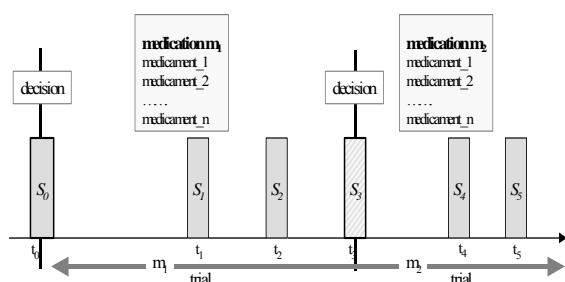 medication m1
medicament_1
medicament_2
......
medicament_n
medication m2
medicament_1
medicament_2
......
medicament_n
decision
decision
S0
S1
S2
S3
S4
S5
t0
t1
t2
t3
t4
t5
m1
m2
trial
trial